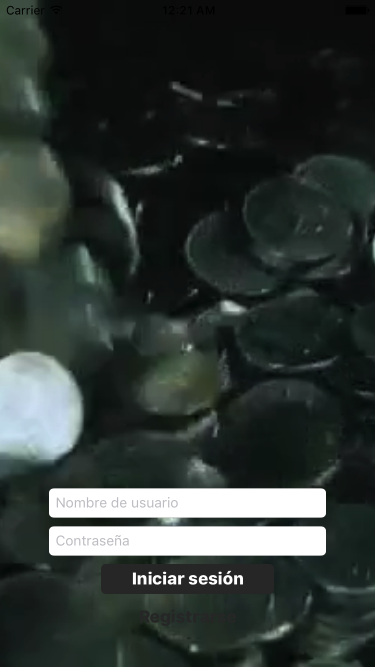 Carrier 12:21 AM
Nombre de usuario
Contraseña
Iniciar sesión